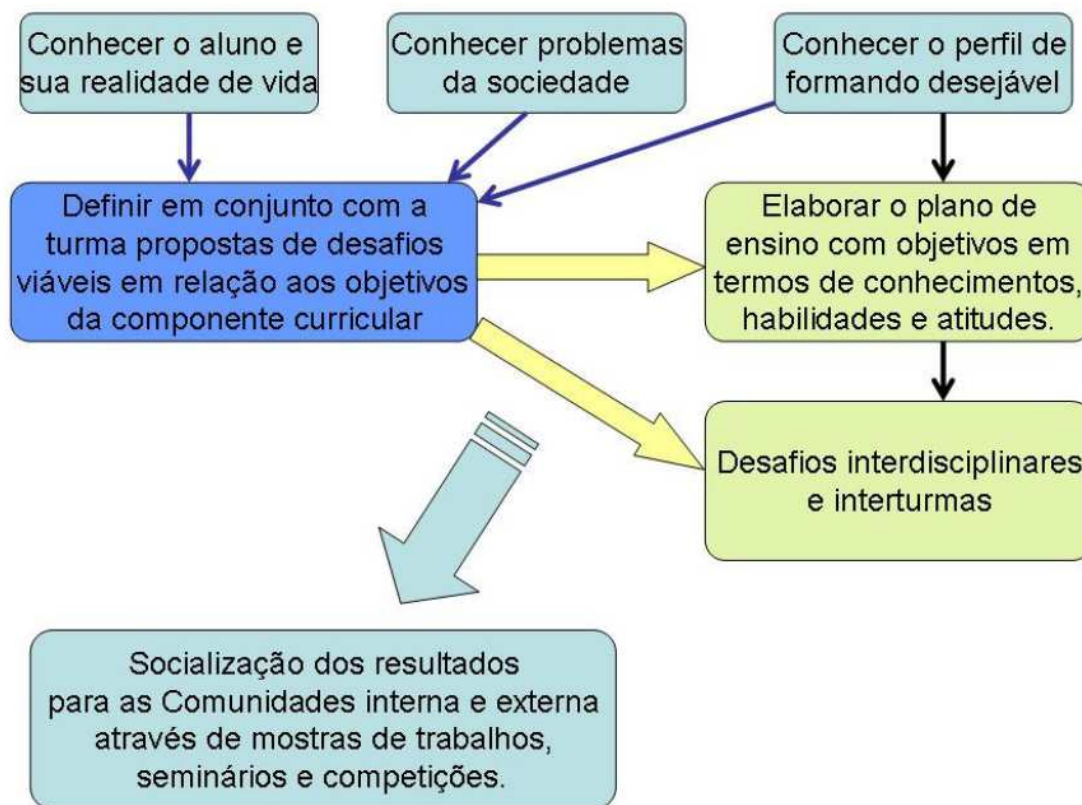 Conhecer o aluno e
sua realidade de vida
Conhecer problemas
da sociedade
Conhecer o perfil de
formando desejável
Definir em conjunto com a
turma propostas de desafios
viáveis em relação aos objetivos
da componente curricular
Elaborar o plano de
ensino com objetivos em
termos de conhecimentos,
habilidades e atitudes.
Desafios interdisciplinares
e interturmas
Socialização dos resultados
para as Comunidades interna e externa
através de mostras de trabalhos,
seminários e competições.